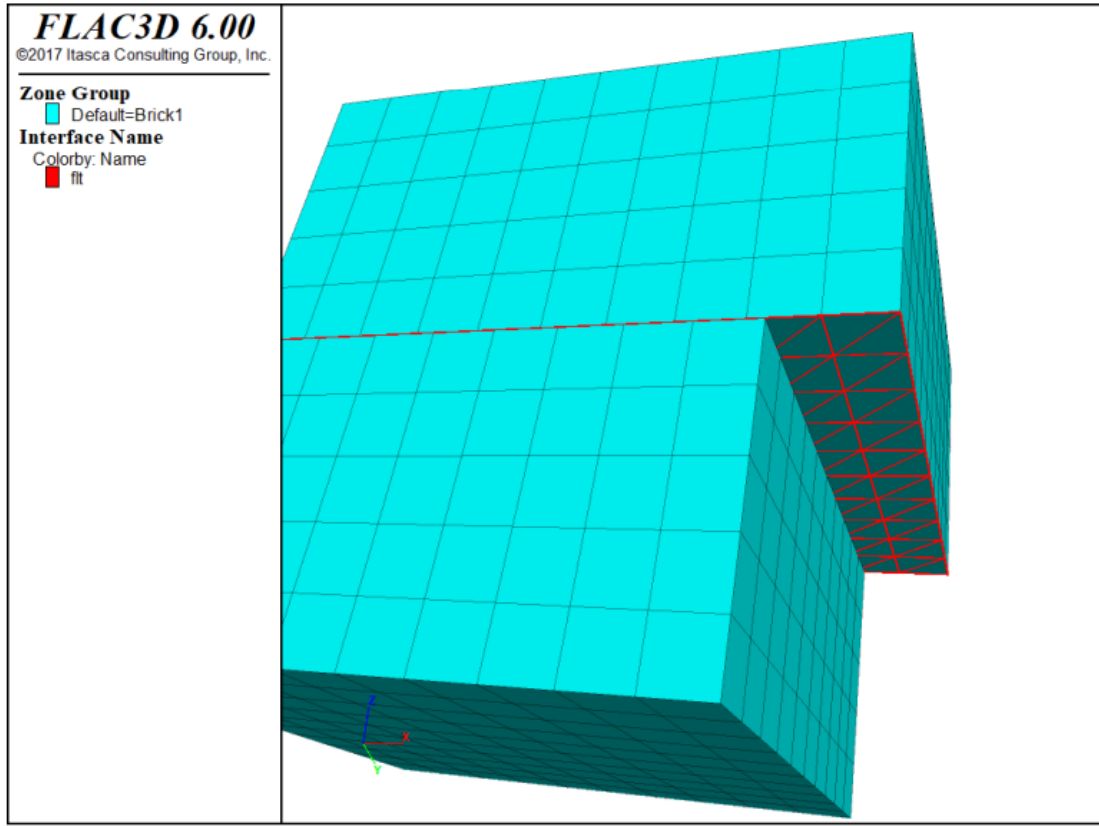 FLAC3D 6.00
©2017 Itasca Consulting Group, Inc.
Zone Group
Default=Brick1
Interface Name
Colorby: Name
flt
Z
X
Y